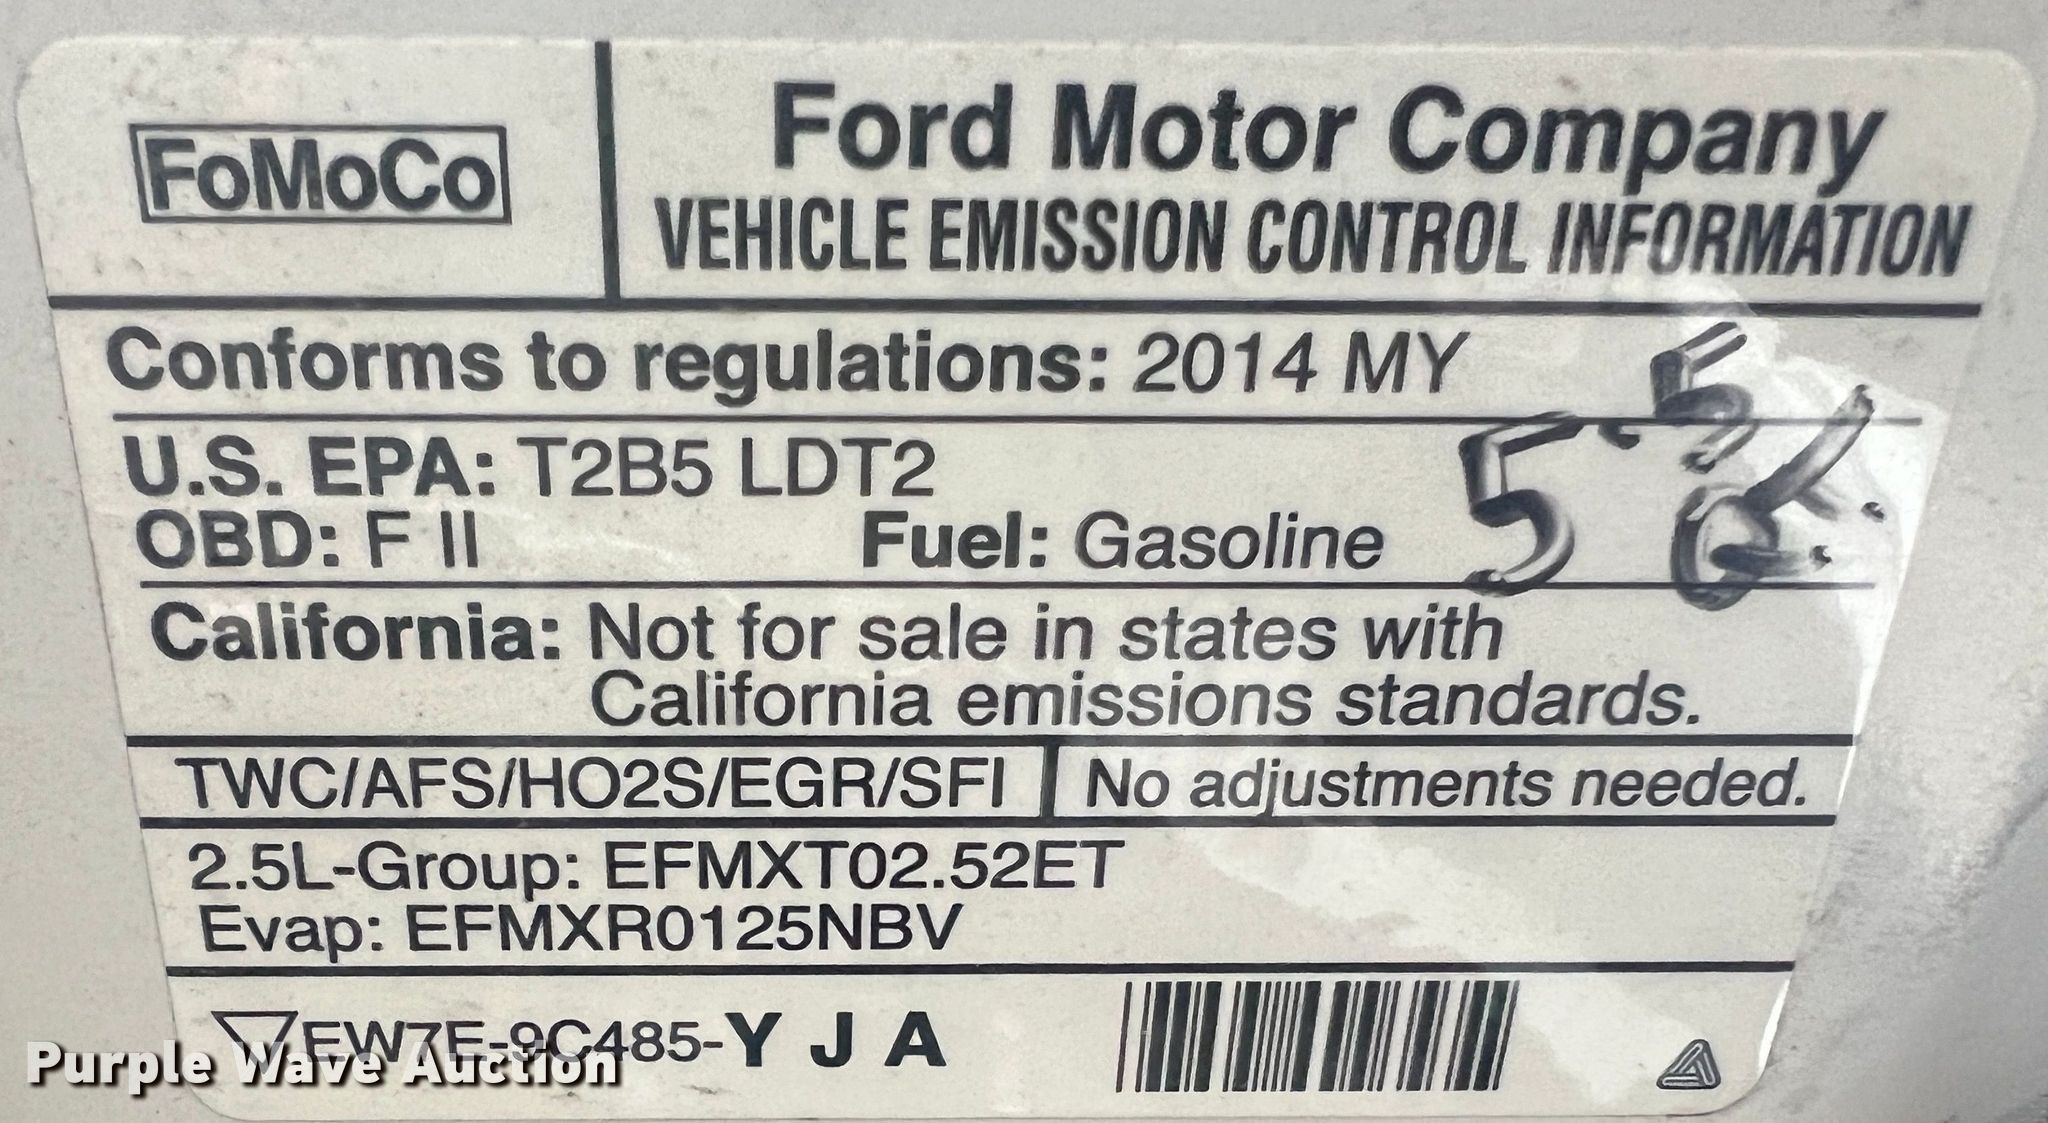 FoMoCo
Ford Motor Company
VEHICLE EMISSION CONTROL INFORMATION
Conforms to regulations: 2014 MY
U.S. EPA: T2B5 LDT2
OBD: F II Fuel: Gasoline
California: Not for sale in states with
California emissions standards.
TWC/AFS/HO2S/EGR/SFI No adjustments needed.
2.5L-Group: EFMXT02.52ET
Evap: EFMXR0125NBV
EW7E-9C485-Y J A
Purple Wave Auction